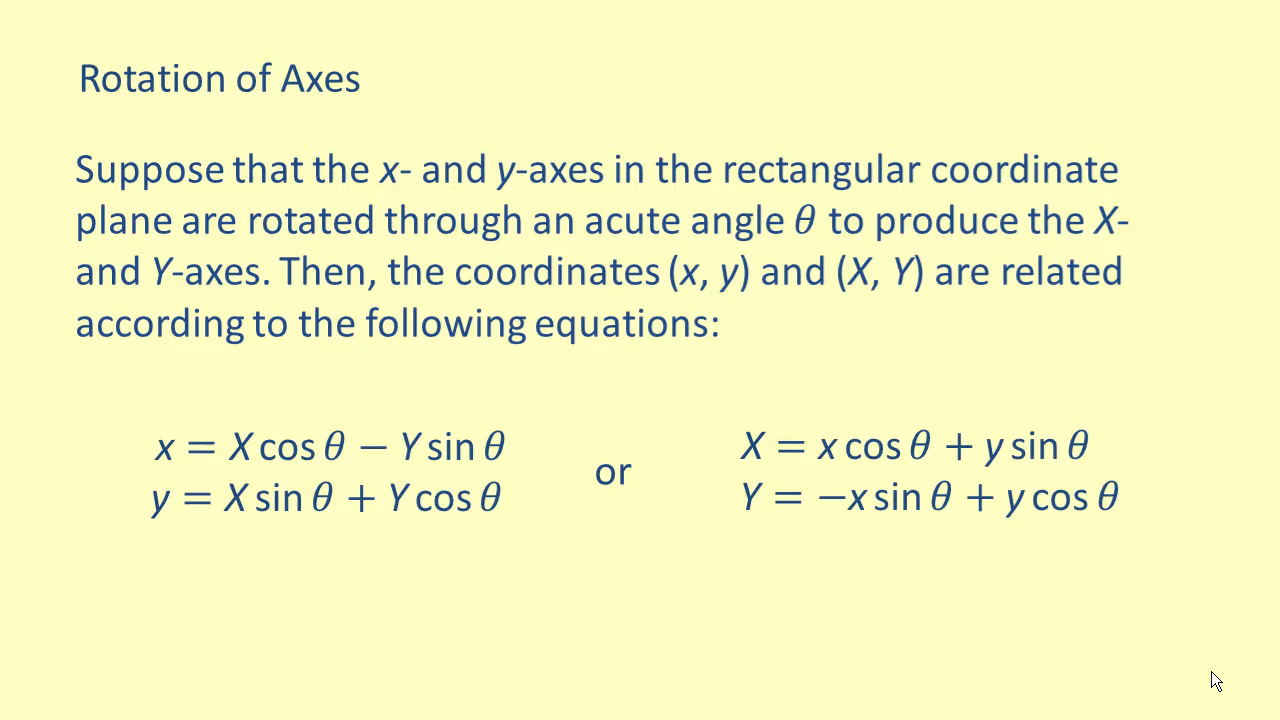 Rotation of Axes
Suppose that the x- and y-axes in the rectangular coordinate
plane are rotated through an acute angle θ to produce the X-
and Y-axes. Then, the coordinates (x, y) and (X, Y) are related
according to the following equations:
x = X cos θ − Y sin θ
y = X sin θ + Y cos θ
or
X = x cos θ + y sin θ
Y = −x sin θ + y cos θ